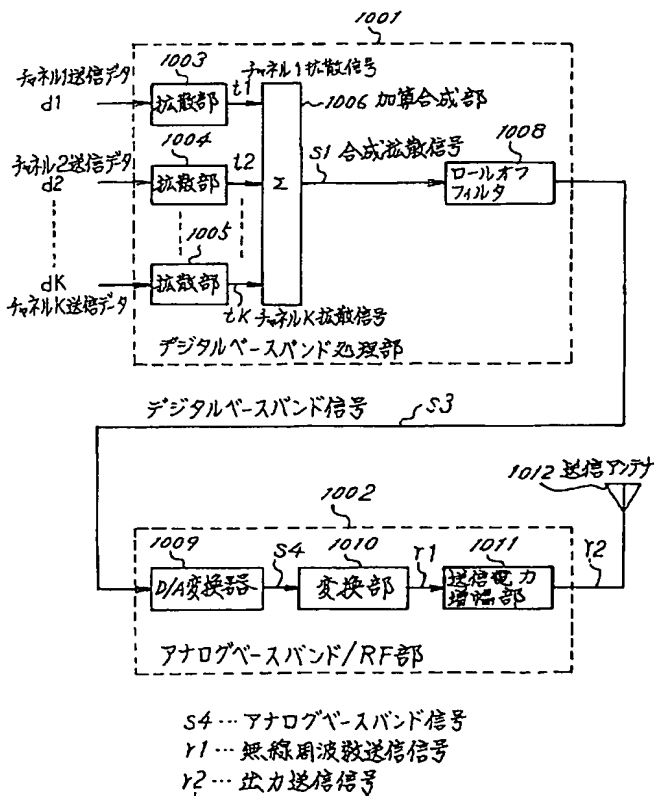 1001
チャネル1送信データ
d1
1003
拡散部
t1
チャネル1拡散信号
1006 加算合成部
チャネル2送信データ
d2
1004
拡散部
t2
Σ
s1 合成拡散信号
1008
ロールオフ
フィルタ
1005
dK
チャネルK送信データ
拡散部
tK チャネルK拡散信号
デジタルベースバンド処理部
デジタルベースバンド信号
s3
1012 送信アンテナ
1002
1009
D/A変換器
s4
1010
変換部
r1
1011
送信電力
増幅部
r2
アナログベースバンド/RF部
s4…アナログベースバンド信号
r1…無線周波数送信信号
r2…出力送信信号